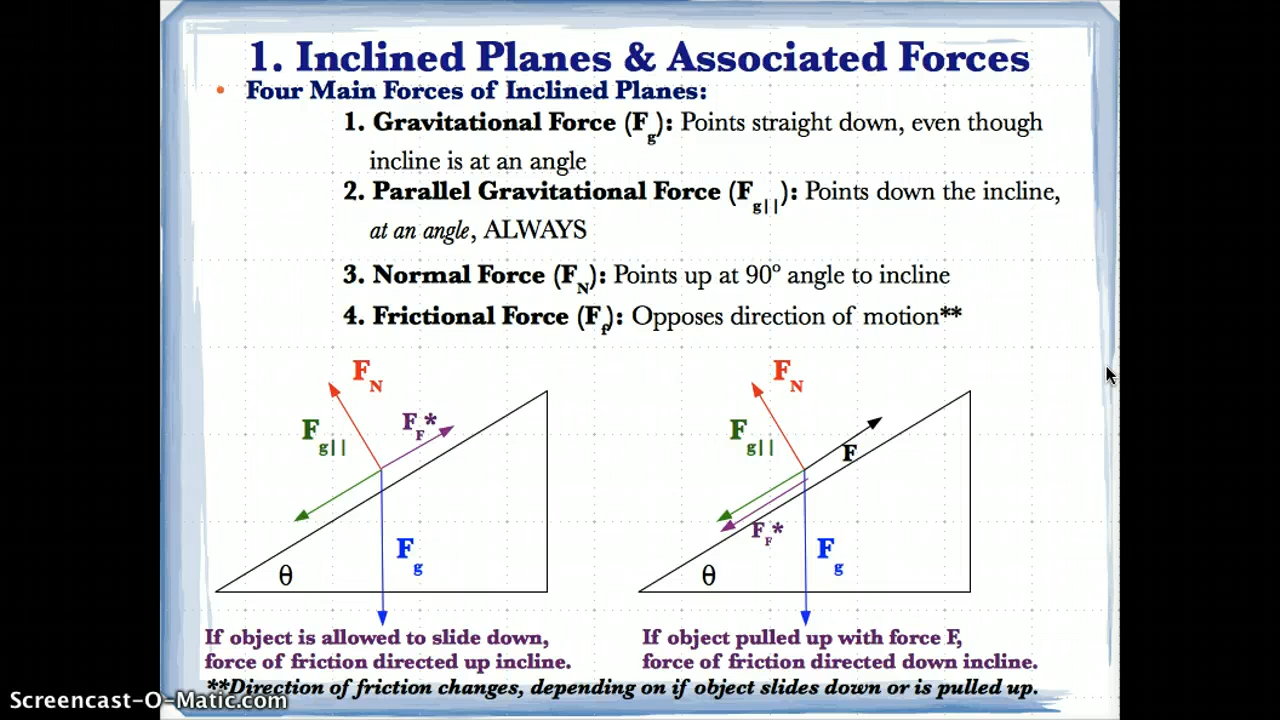 1. Inclined Planes & Associated Forces
• Four Main Forces of Inclined Planes:
1. Gravitational Force (Fg): Points straight down, even though
incline is at an angle
2. Parallel Gravitational Force (Fg||): Points down the incline,
at an angle, ALWAYS
3. Normal Force (FN): Points up at 90º angle to incline
4. Frictional Force (Ff): Opposes direction of motion**
FN
FF*
Fg||
Fg
θ
If object is allowed to slide down,
force of friction directed up incline.
FN
Fg||
F
FF*
Fg
θ
If object pulled up with force F,
force of friction directed down incline.
**Direction of friction changes, depending on if object slides down or is pulled up.
Screencast-O-Matic.com